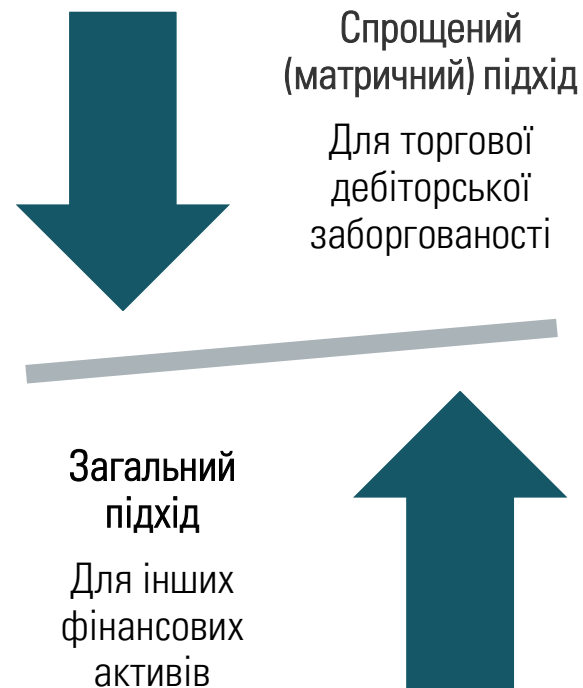 Спрощений
(матричний) підхід
Для торгової
дебіторської
заборгованості
Загальний
підхід
Для інших
фінансових
активів